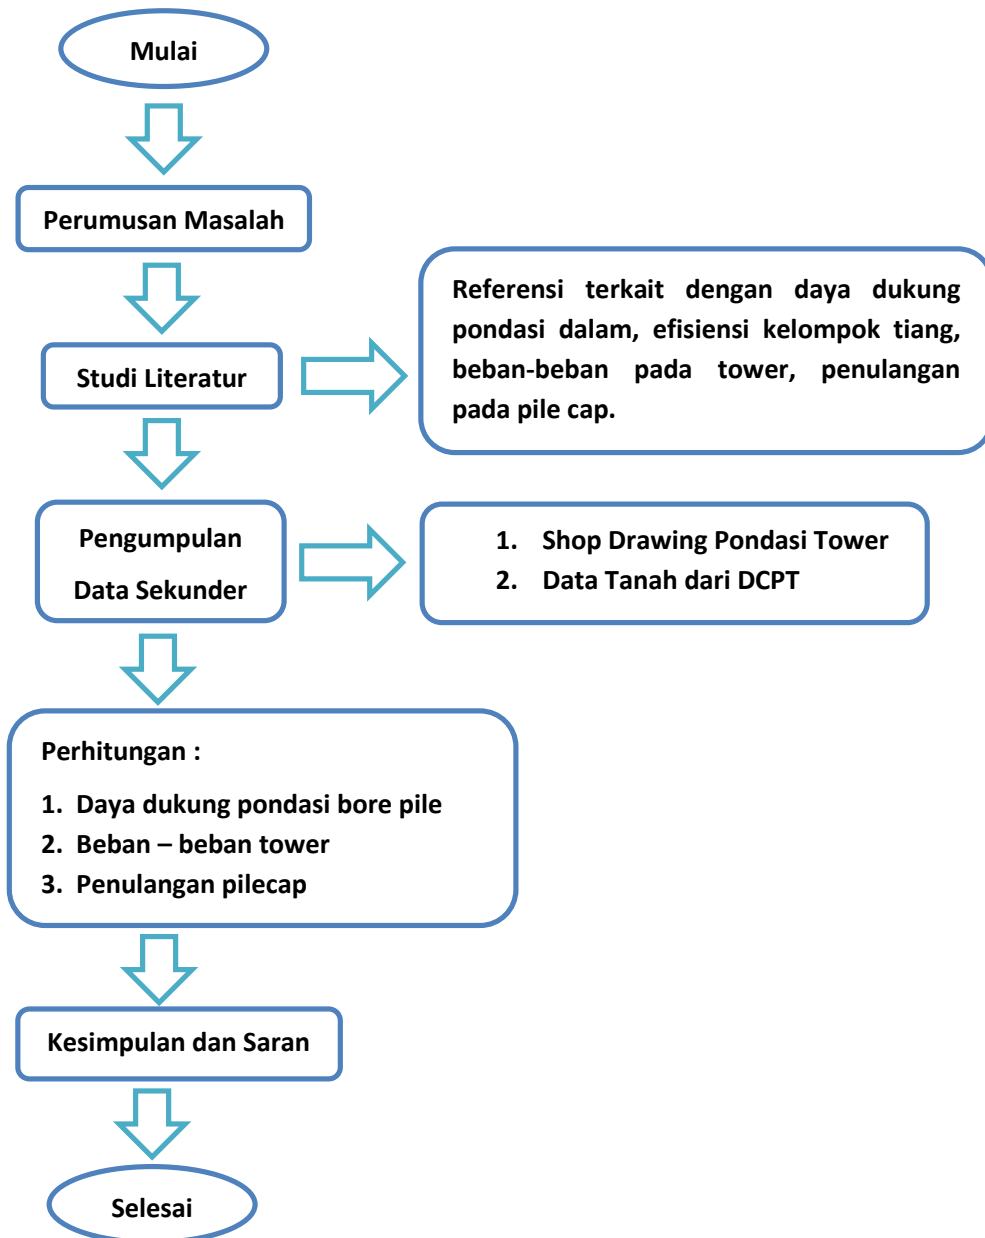 Mulai
Perumusan Masalah
Studi Literatur
Referensi terkait dengan daya dukung
pondasi dalam, efisiensi kelompok tiang,
beban-beban pada tower, penulangan
pada pile cap.
Pengumpulan
Data Sekunder
1. Shop Drawing Pondasi Tower
2. Data Tanah dari DCPT
Perhitungan :
1. Daya dukung pondasi bore pile
2. Beban – beban tower
3. Penulangan pilecap
Kesimpulan dan Saran
Selesai